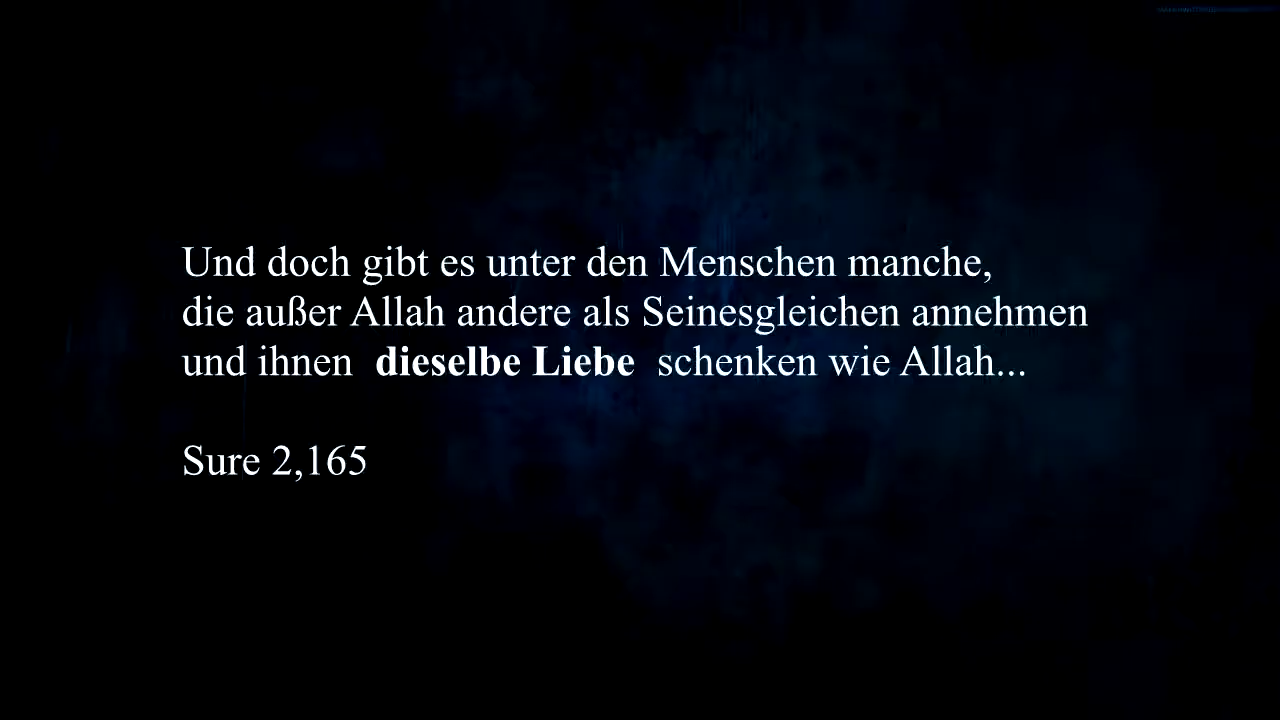 Und doch gibt es unter den Menschen manche,
die außer Allah andere als Seinesgleichen annehmen
und ihnen dieselbe Liebe schenken wie Allah...
Sure 2,165